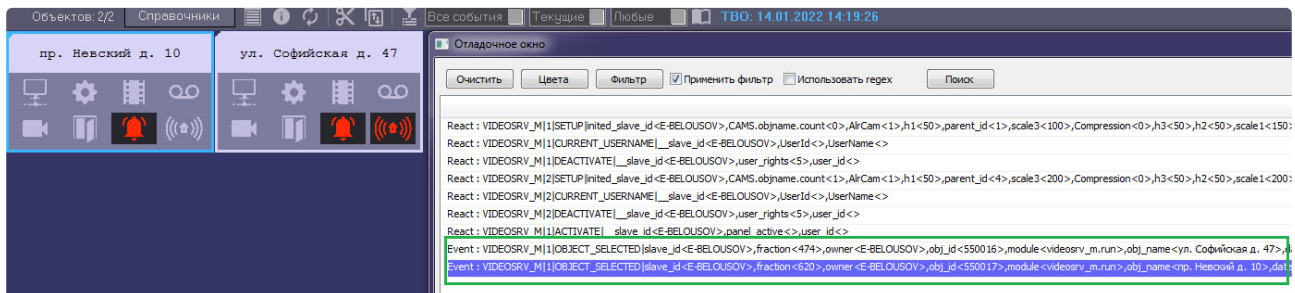 Объектов: 2/2 Справочники Все события Текущие Любые ТВО: 14.01.2022 14:19:26
пр. Невский д. 10 ул. Софийская д. 47
Отладочное окно
Очистить Цвета Фильтр Применить фильтр Использовать regex Поиск
React : VIDEOSRV_M|1|SETUP|inited_slave_id<E-BELOUSOV>,CAMS.objname.count<0>,AlrCam<1>,h1<50>,parent_id<1>,scale3<100>,Compression<0>,h3<50>,h2<50>,scale1<150>
React : VIDEOSRV_M|1|CURRENT_USERNAME|__slave_id<E-BELOUSOV>,UserId<>,UserName<>
React : VIDEOSRV_M|1|DEACTIVATE|__slave_id<E-BELOUSOV>,user_rights<5>,user_id<>
React : VIDEOSRV_M|2|SETUP|inited_slave_id<E-BELOUSOV>,CAMS.objname.count<1>,AlrCam<1>,h1<50>,parent_id<4>,scale3<200>,Compression<0>,h3<50>,h2<50>,scale1<200>
React : VIDEOSRV_M|2|CURRENT_USERNAME|__slave_id<E-BELOUSOV>,UserId<>,UserName<>
React : VIDEOSRV_M|2|DEACTIVATE|__slave_id<E-BELOUSOV>,user_rights<5>,user_id<>
React : VIDEOSRV_M|1|ACTIVATE|__slave_id<E-BELOUSOV>,panel_active<>,user_id<>
Event : VIDEOSRV_M|1|OBJECT_SELECTED|slave_id<E-BELOUSOV>,fraction<474>,owner<E-BELOUSOV>,obj_id<550016>,module<videosrv_m.run>,obj_name<ул. Софийская д. 47>,d
Event : VIDEOSRV_M|1|OBJECT_SELECTED|slave_id<E-BELOUSOV>,fraction<620>,owner<E-BELOUSOV>,obj_id<550017>,module<videosrv_m.run>,obj_name<пр. Невский д. 10>,date